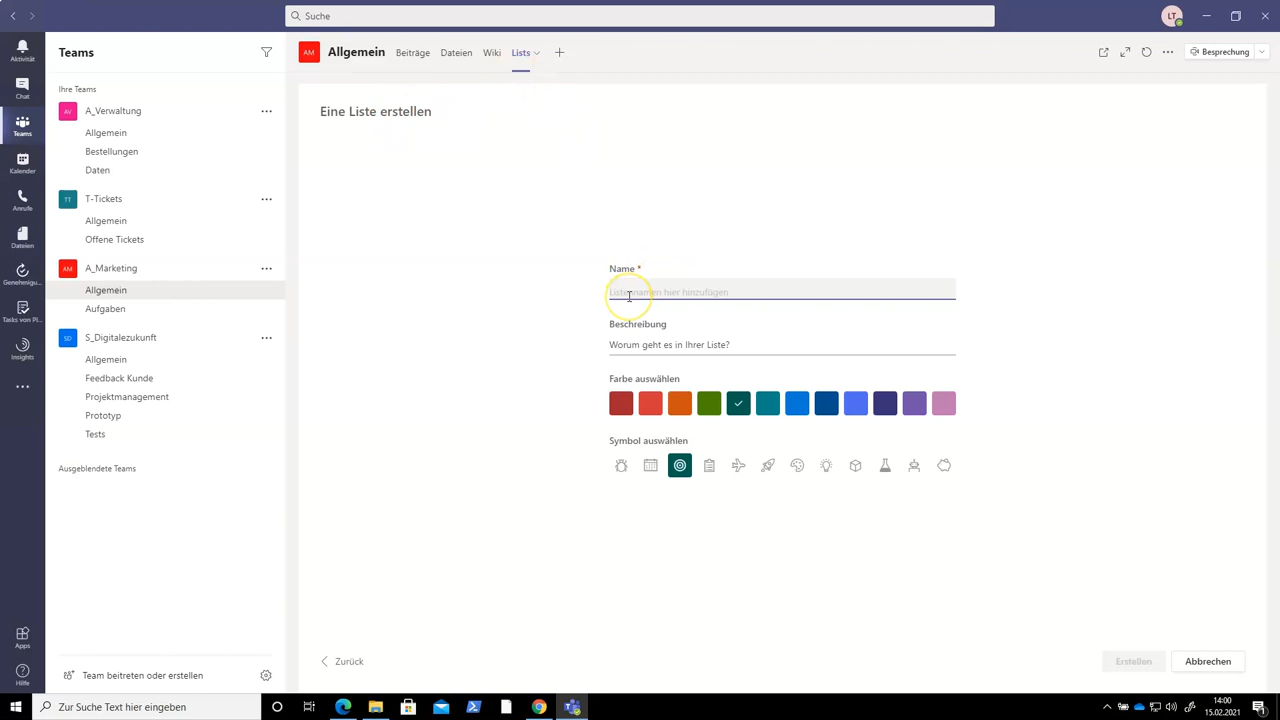 Suche
LT
Aktivität
Chat
Teams
Kalender
Anrufe
Dateien
Genehmigu...
Tasks von Pl...
Insights
Apps
Hilfe
Teams
Ihre Teams
AV A_Verwaltung
Allgemein
Bestellungen
Daten
TT T-Tickets
Allgemein
Offene Tickets
AM A_Marketing
Allgemein
Aufgaben
SD S_Digitalezukunft
Allgemein
Feedback Kunde
Projektmanagement
Prototyp
Tests
Ausgeblendete Teams
Team beitreten oder erstellen
AM Allgemein Beiträge Dateien Wiki Lists
Besprechung
Eine Liste erstellen
Name *
Listennamen hier hinzufügen
Beschreibung
Worum geht es in Ihrer Liste?
Farbe auswählen
Symbol auswählen
Zurück
Erstellen Abbrechen
Zur Suche Text hier eingeben
14:00
15.02.2021